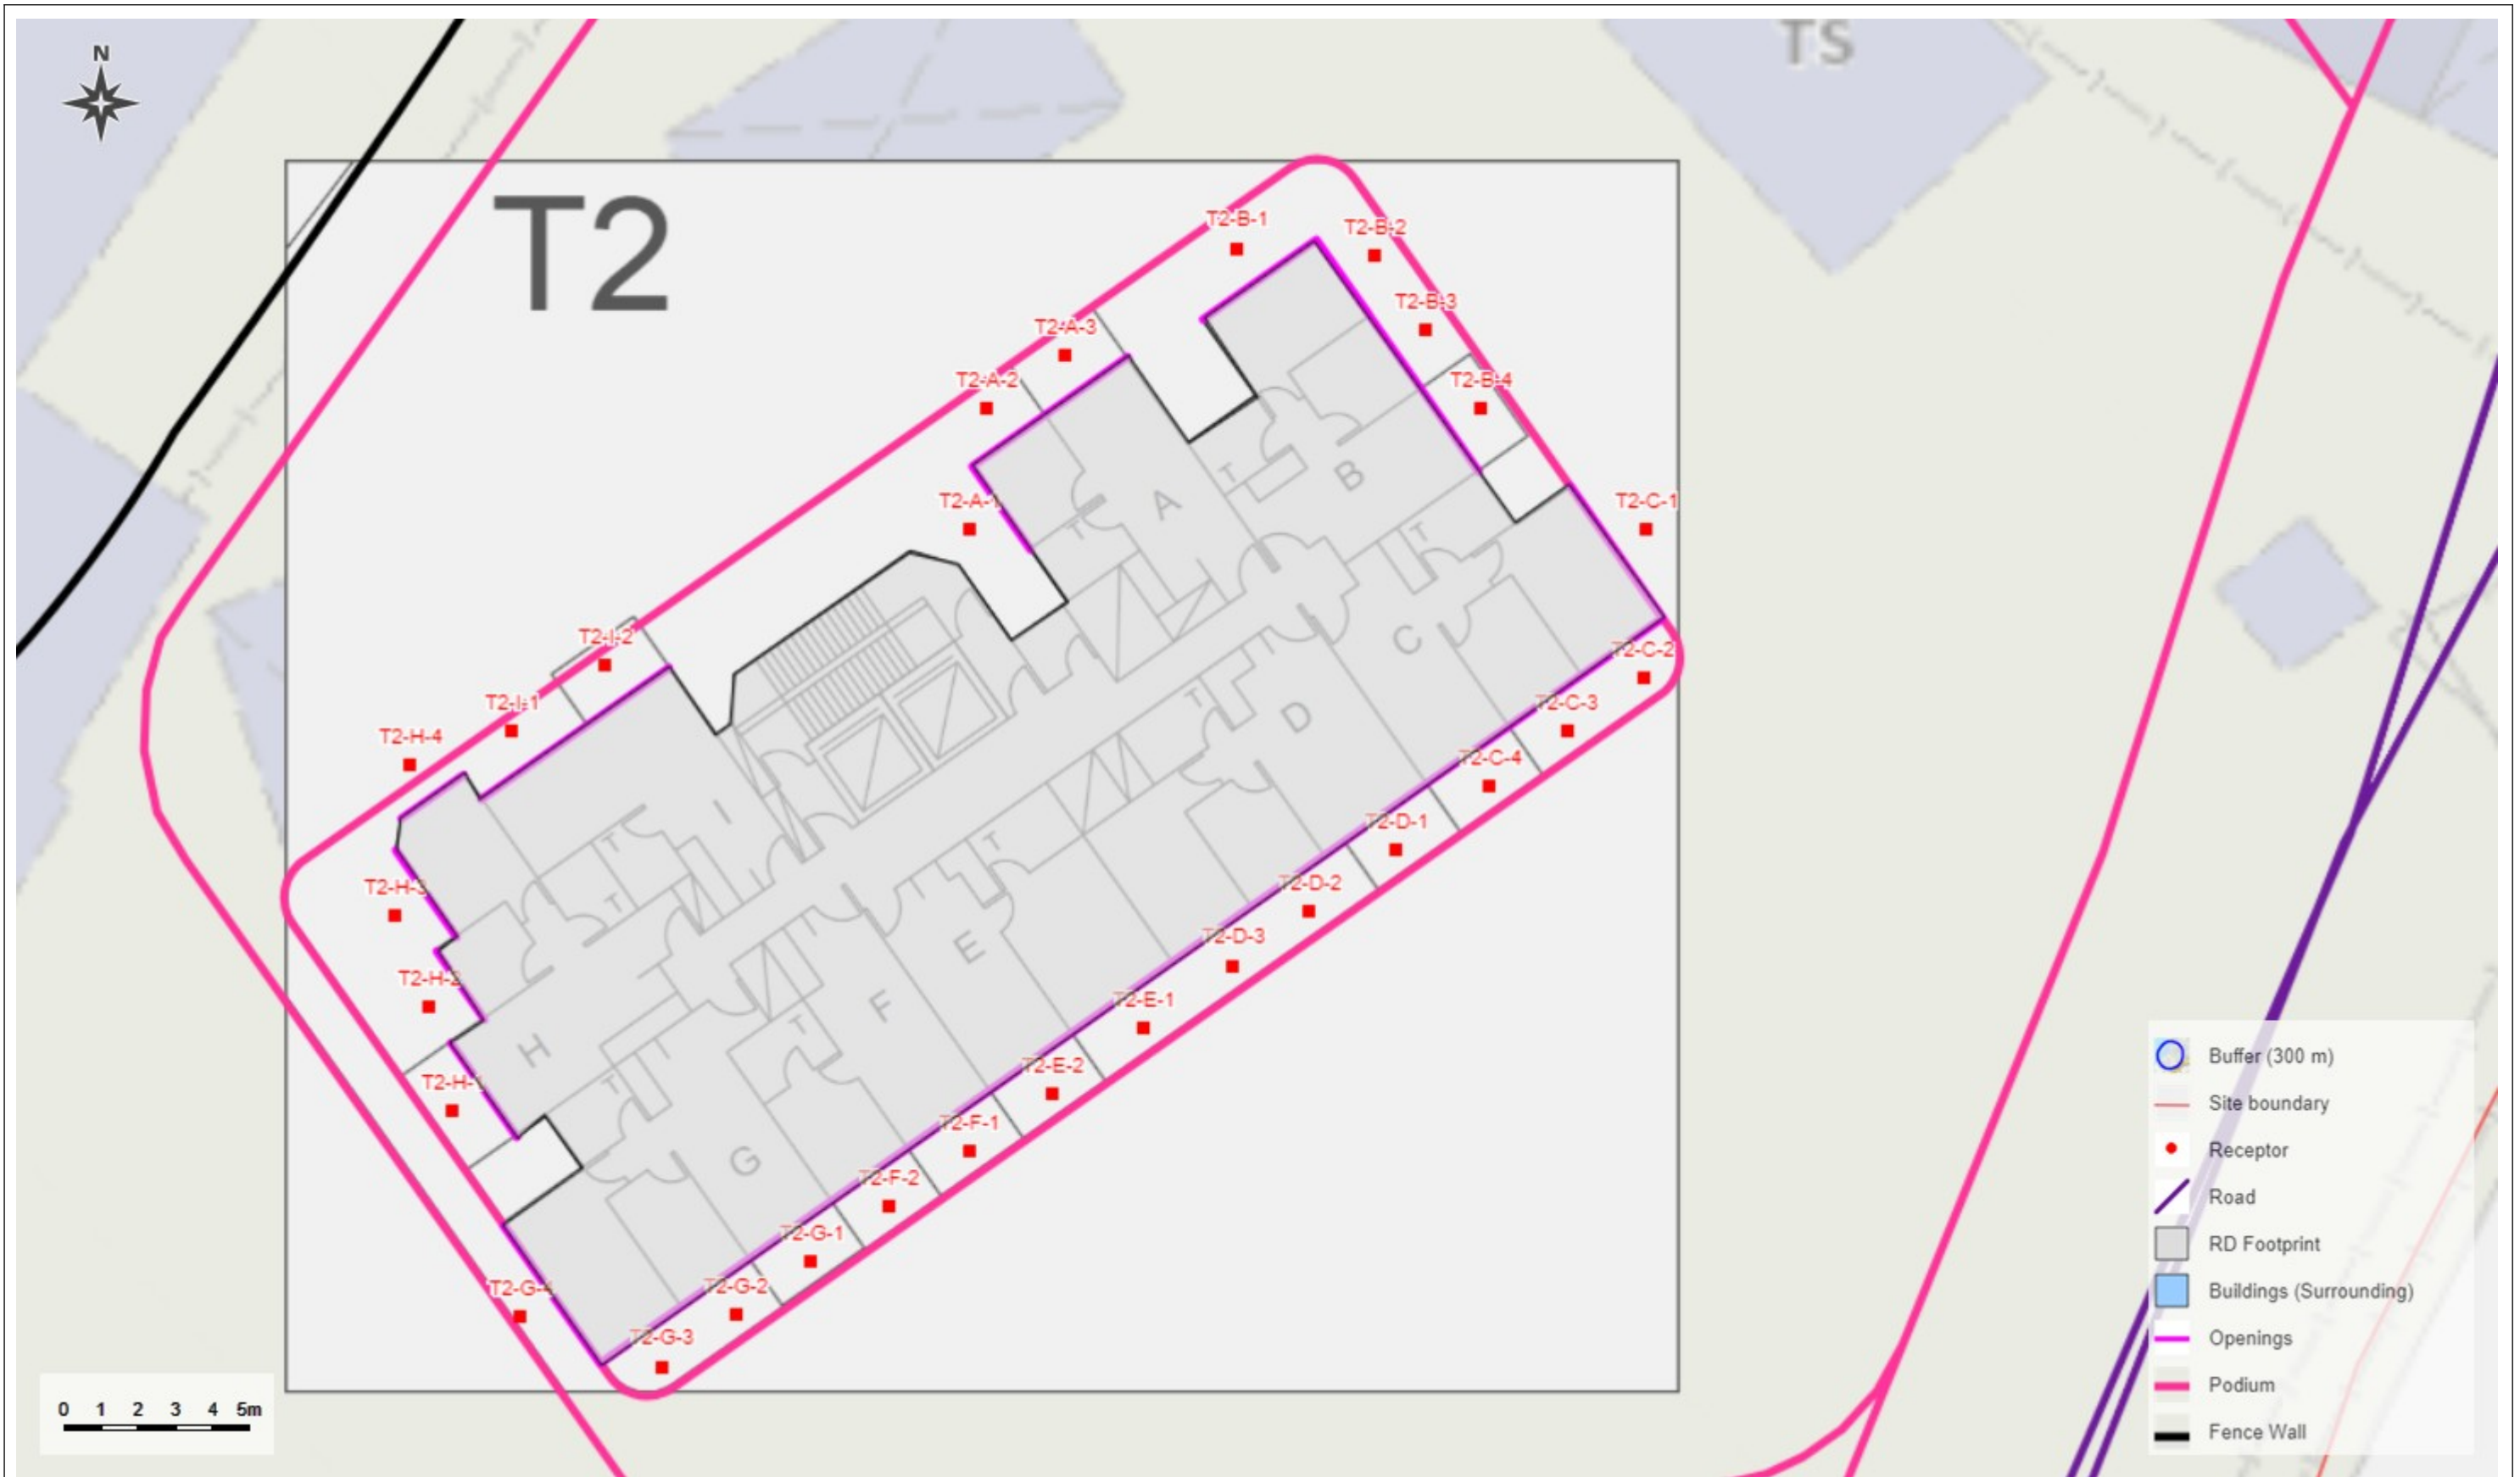 TS
N
T2
T2-B-1
T2-B-2
T2-B-3
T2-A-3
T2-A-2
T2-B-4
T
B
A
T2-A-1
T2-C-1
T
T
T2-I-2
C
T2-C-2
T2-I-1
T
T2-C-3
D
T2-H-4
T2-C-4
I
T2-D-1
T
T
T2-H-3
T2-D-2
T
T2-D-3
E
T2-H-2
T2-E-1
F
T
H
T2-E-2
T2-H-1
T
T2-F-1
G
T2-F-2
T2-G-1
T2-G-4
T2-G-2
T2-G-3
0 1 2 3 4 5m
Buffer (300 m)
Site boundary
Receptor
Road
RD Footprint
Buildings (Surrounding)
Openings
Podium
Fence Wall